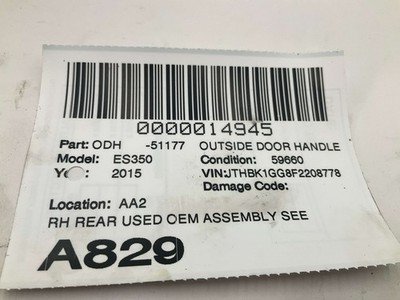 0000014945
Part: ODH -51177 OUTSIDE DOOR HANDLE
Model: ES350 Condition: 59660
Ye : 2015 VIN:JTHBK1GG8F2208778
Damage Code:
Location: AA2
RH REAR USED OEM ASSEMBLY SEE
A829